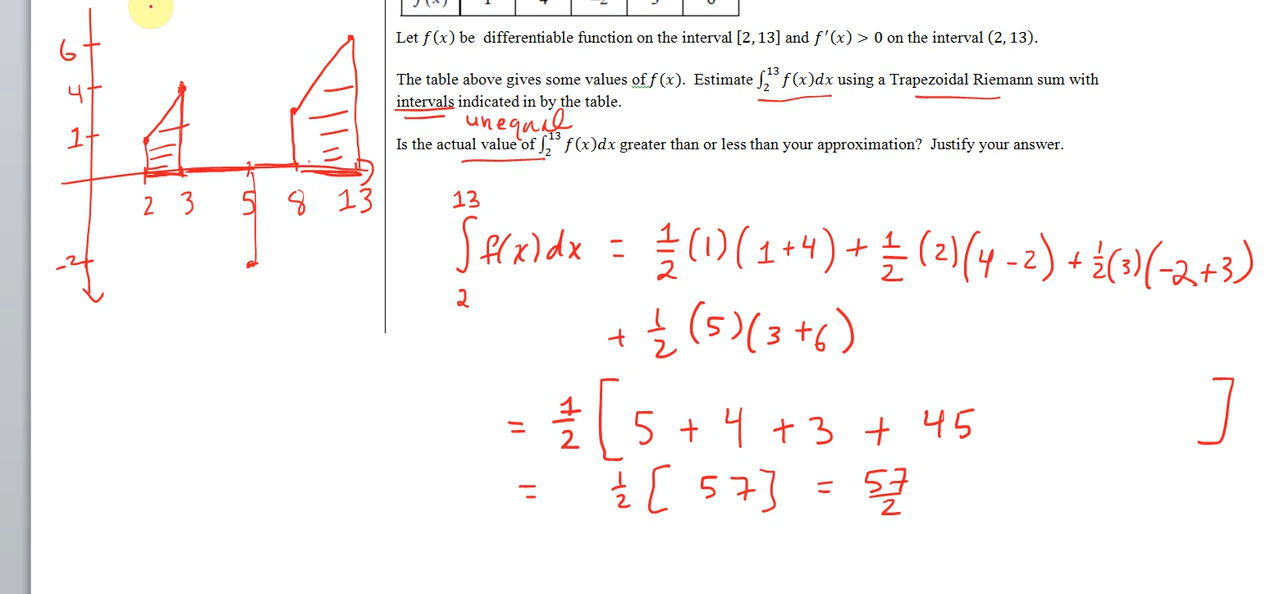 f(x) 1 4 -2 3 6
Let f(x) be differentiable function on the interval [2, 13] and f'(x) > 0 on the interval (2, 13).
The table above gives some values of f(x). Estimate ∫₂¹³ f(x)dx using a Trapezoidal Riemann sum with
intervals indicated in by the table.
unequal
Is the actual value of ∫₂¹³ f(x)dx greater than or less than your approximation? Justify your answer.
6
4
1
2 3 5 8 13
-2
∫₂¹³ f(x)dx = 1/2 (1)(1+4) + 1/2 (2)(4-2) + 1/2 (3)(-2+3)
+ 1/2 (5)(3+6)
= 1/2 [ 5 + 4 + 3 + 45 ]
= 1/2 [ 57 ] = 57/2